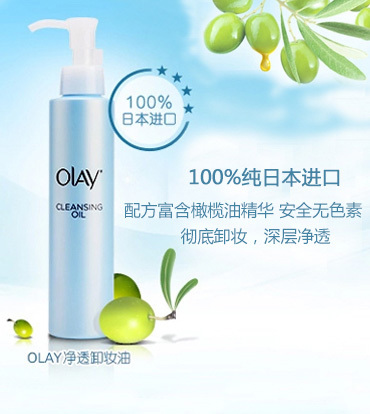 100%
日本进口
OLAY
CLEANSING
OIL
100%纯日本进口
配方富含橄榄油精华 安全无色素
彻底卸妆，深层净透
OLAY净透卸妆油